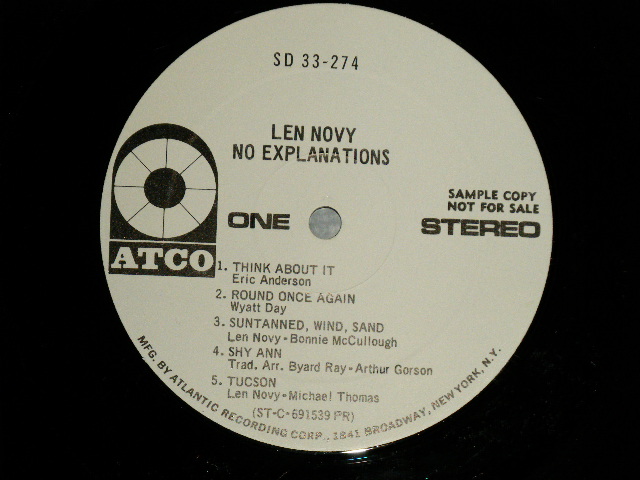 SD 33-274
LEN NOVY
NO EXPLANATIONS
SAMPLE COPY
NOT FOR SALE
ONE
STEREO
ATCO
1. THINK ABOUT IT
Eric Anderson
2. ROUND ONCE AGAIN
Wyatt Day
3. SUNTANNED, WIND, SAND
Len Novy-Bonnie McCullough
4. SHY ANN
Trad. Arr. Byard Ray-Arthur Gorson
5. TUCSON
Len Novy-Michael Thomas
(ST-C-691539 PR)
MFG. BY ATLANTIC RECORDING CORP., 1841 BROADWAY, NEW YORK, N.Y.